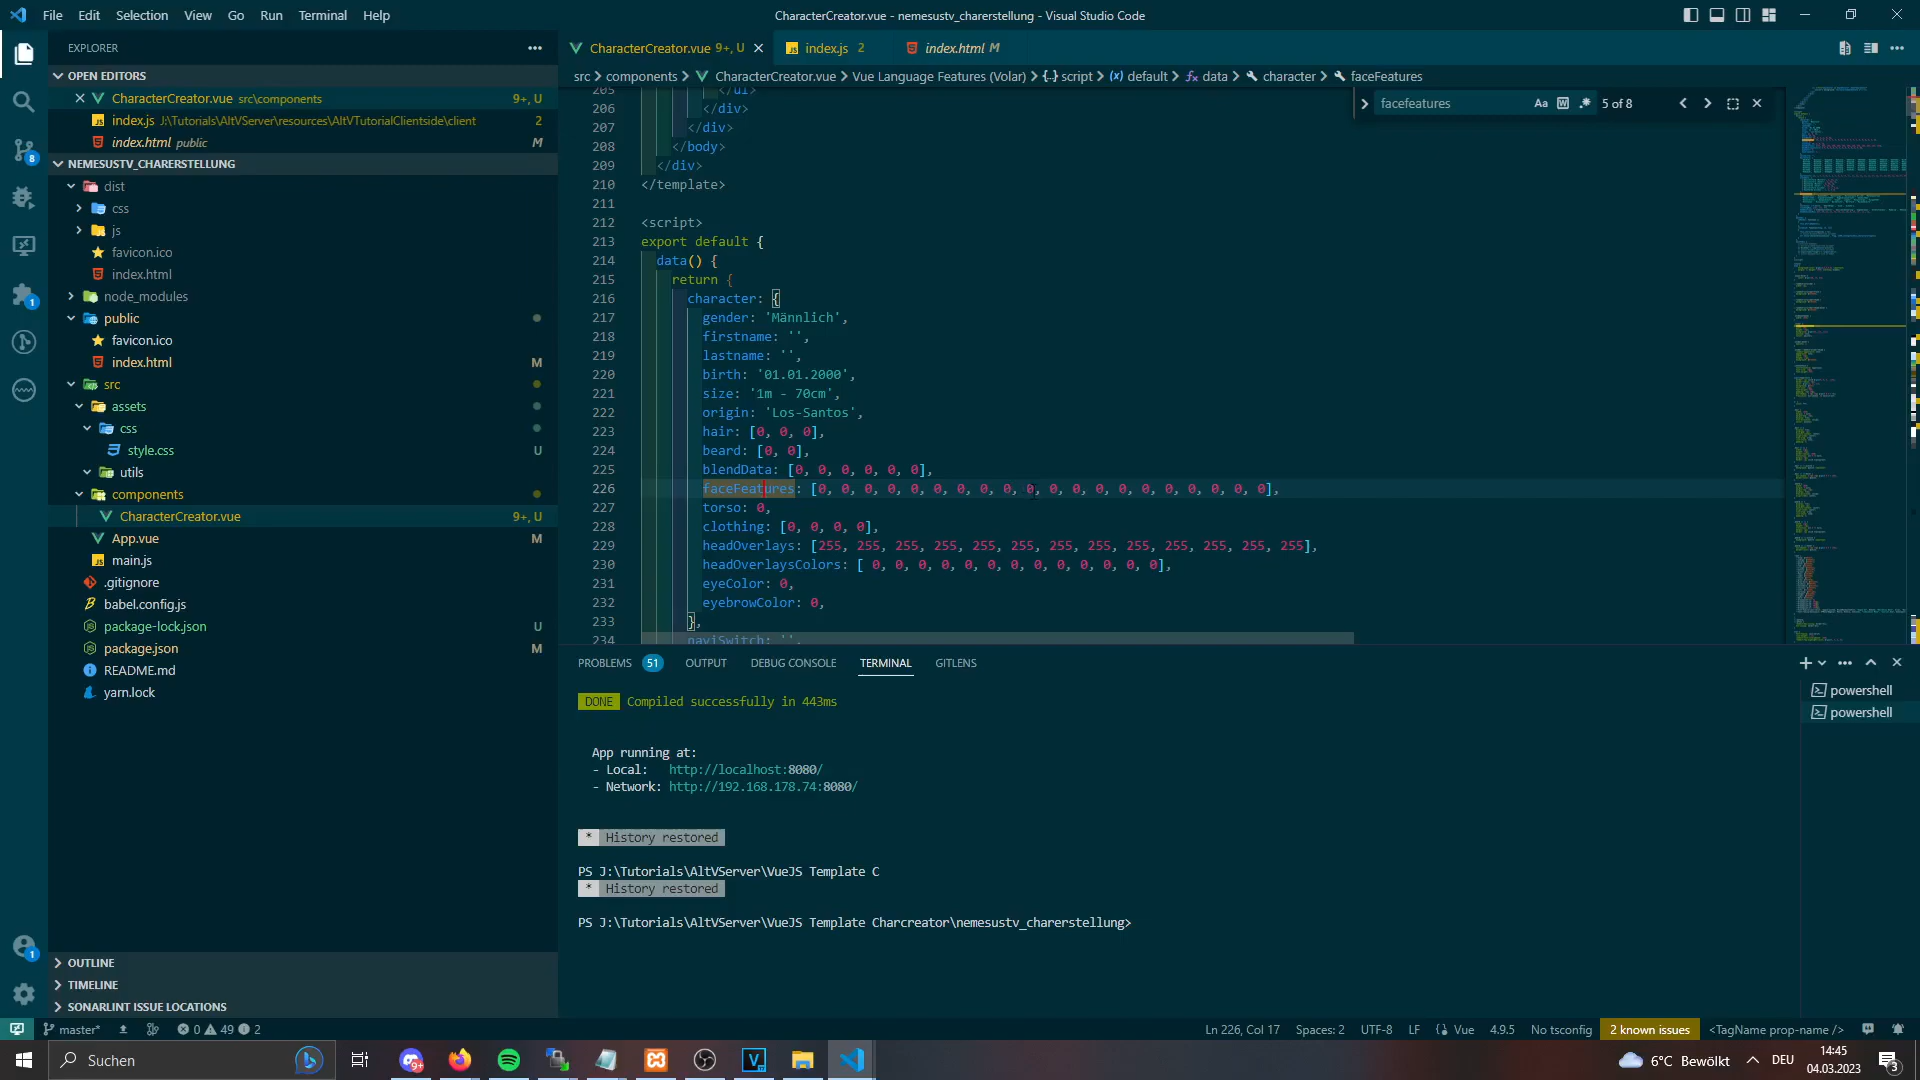 File Edit Selection View Go Run Terminal Help
CharacterCreator.vue - nemesustv_charerstellung - Visual Studio Code
EXPLORER
OPEN EDITORS
CharacterCreator.vue src\components 9+, U
index.js J:\Tutorials\AltVServer\resources\AltVTutorialClientside\client 2
index.html public M
NEMESUSTV_CHARERSTELLUNG
dist
css
js
favicon.ico
index.html
node_modules
public
favicon.ico
index.html M
src
assets
css
style.css U
utils
components
CharacterCreator.vue 9+, U
App.vue M
main.js
.gitignore
babel.config.js
package-lock.json U
package.json M
README.md
yarn.lock
OUTLINE
TIMELINE
SONARLINT ISSUE LOCATIONS
CharacterCreator.vue 9+, U
index.js 2
index.html M
src > components > CharacterCreator.vue > Vue Language Features (Volar) > script > default > data > character > faceFeatures
facefeatures Aa 5 of 8
205 </ul>
206 </div>
207 </div>
208 </body>
209 </div>
210 </template>
211
212 <script>
213 export default {
214 data() {
215 return {
216 character: {
217 gender: 'Männlich',
218 firstname: '',
219 lastname: '',
220 birth: '01.01.2000',
221 size: '1m - 70cm',
222 origin: 'Los-Santos',
223 hair: [0, 0, 0],
224 beard: [0, 0],
225 blendData: [0, 0, 0, 0, 0, 0],
226 faceFeatures: [0, 0, 0, 0, 0, 0, 0, 0, 0, 0, 0, 0, 0, 0, 0, 0, 0, 0, 0, 0],
227 torso: 0,
228 clothing: [0, 0, 0, 0],
229 headOverlays: [255, 255, 255, 255, 255, 255, 255, 255, 255, 255, 255, 255, 255],
230 headOverlaysColors: [ 0, 0, 0, 0, 0, 0, 0, 0, 0, 0, 0, 0, 0],
231 eyeColor: 0,
232 eyebrowColor: 0,
233 },
234 naviSwitch: '',
PROBLEMS 51 OUTPUT DEBUG CONSOLE TERMINAL GITLENS
powershell
powershell
DONE Compiled successfully in 443ms
App running at:
- Local: http://localhost:8080/
- Network: http://192.168.178.74:8080/
* History restored
PS J:\Tutorials\AltVServer\VueJS Template C
* History restored
PS J:\Tutorials\AltVServer\VueJS Template Charcreator\nemesustv_charerstellung>
master* 0 49 2
Ln 226, Col 17 Spaces: 2 UTF-8 LF Vue 4.9.5 No tsconfig 2 known issues <TagName prop-name />
Suchen
6°C Bewölkt DEU 14:45
04.03.2023 3